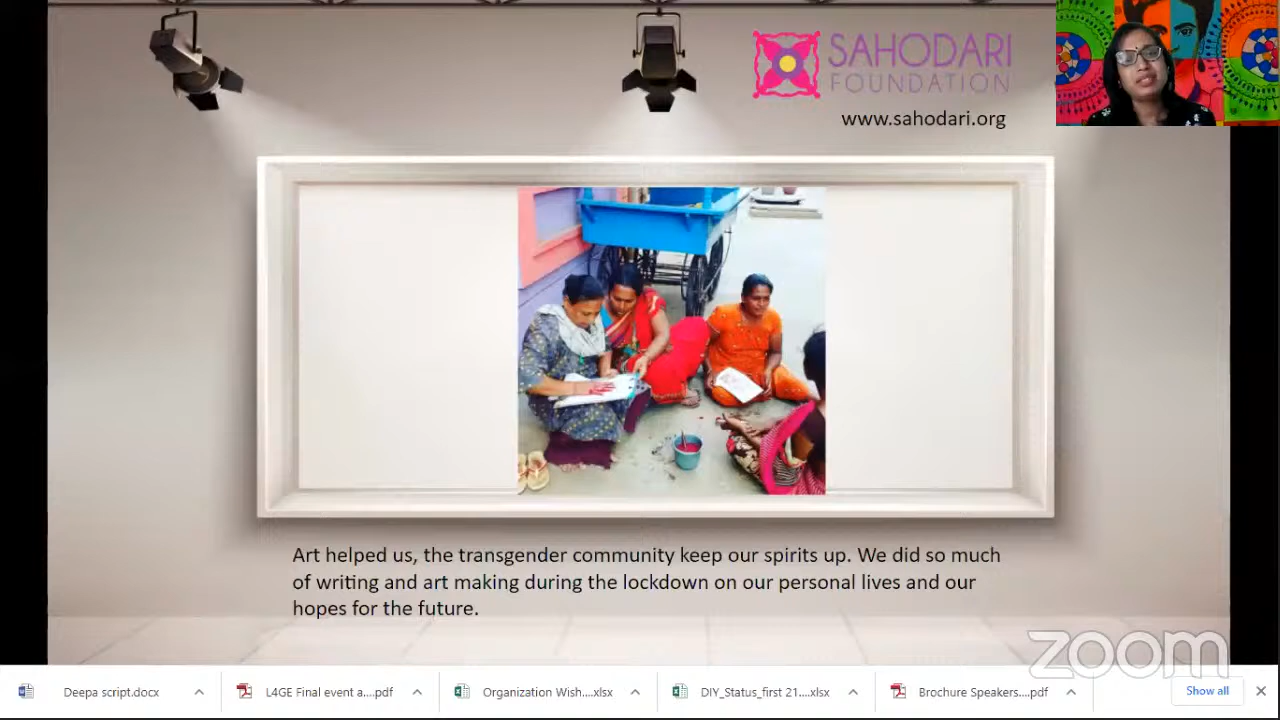 SAHODARI
FOUNDATION
www.sahodari.org
Art helped us, the transgender community keep our spirits up. We did so much
of writing and art making during the lockdown on our personal lives and our
hopes for the future.
zoom
Deepa script.docx
L4GE Final event a....pdf
Organization Wish....xlsx
DIY_Status_first 21....xlsx
Brochure Speakers....pdf
Show all